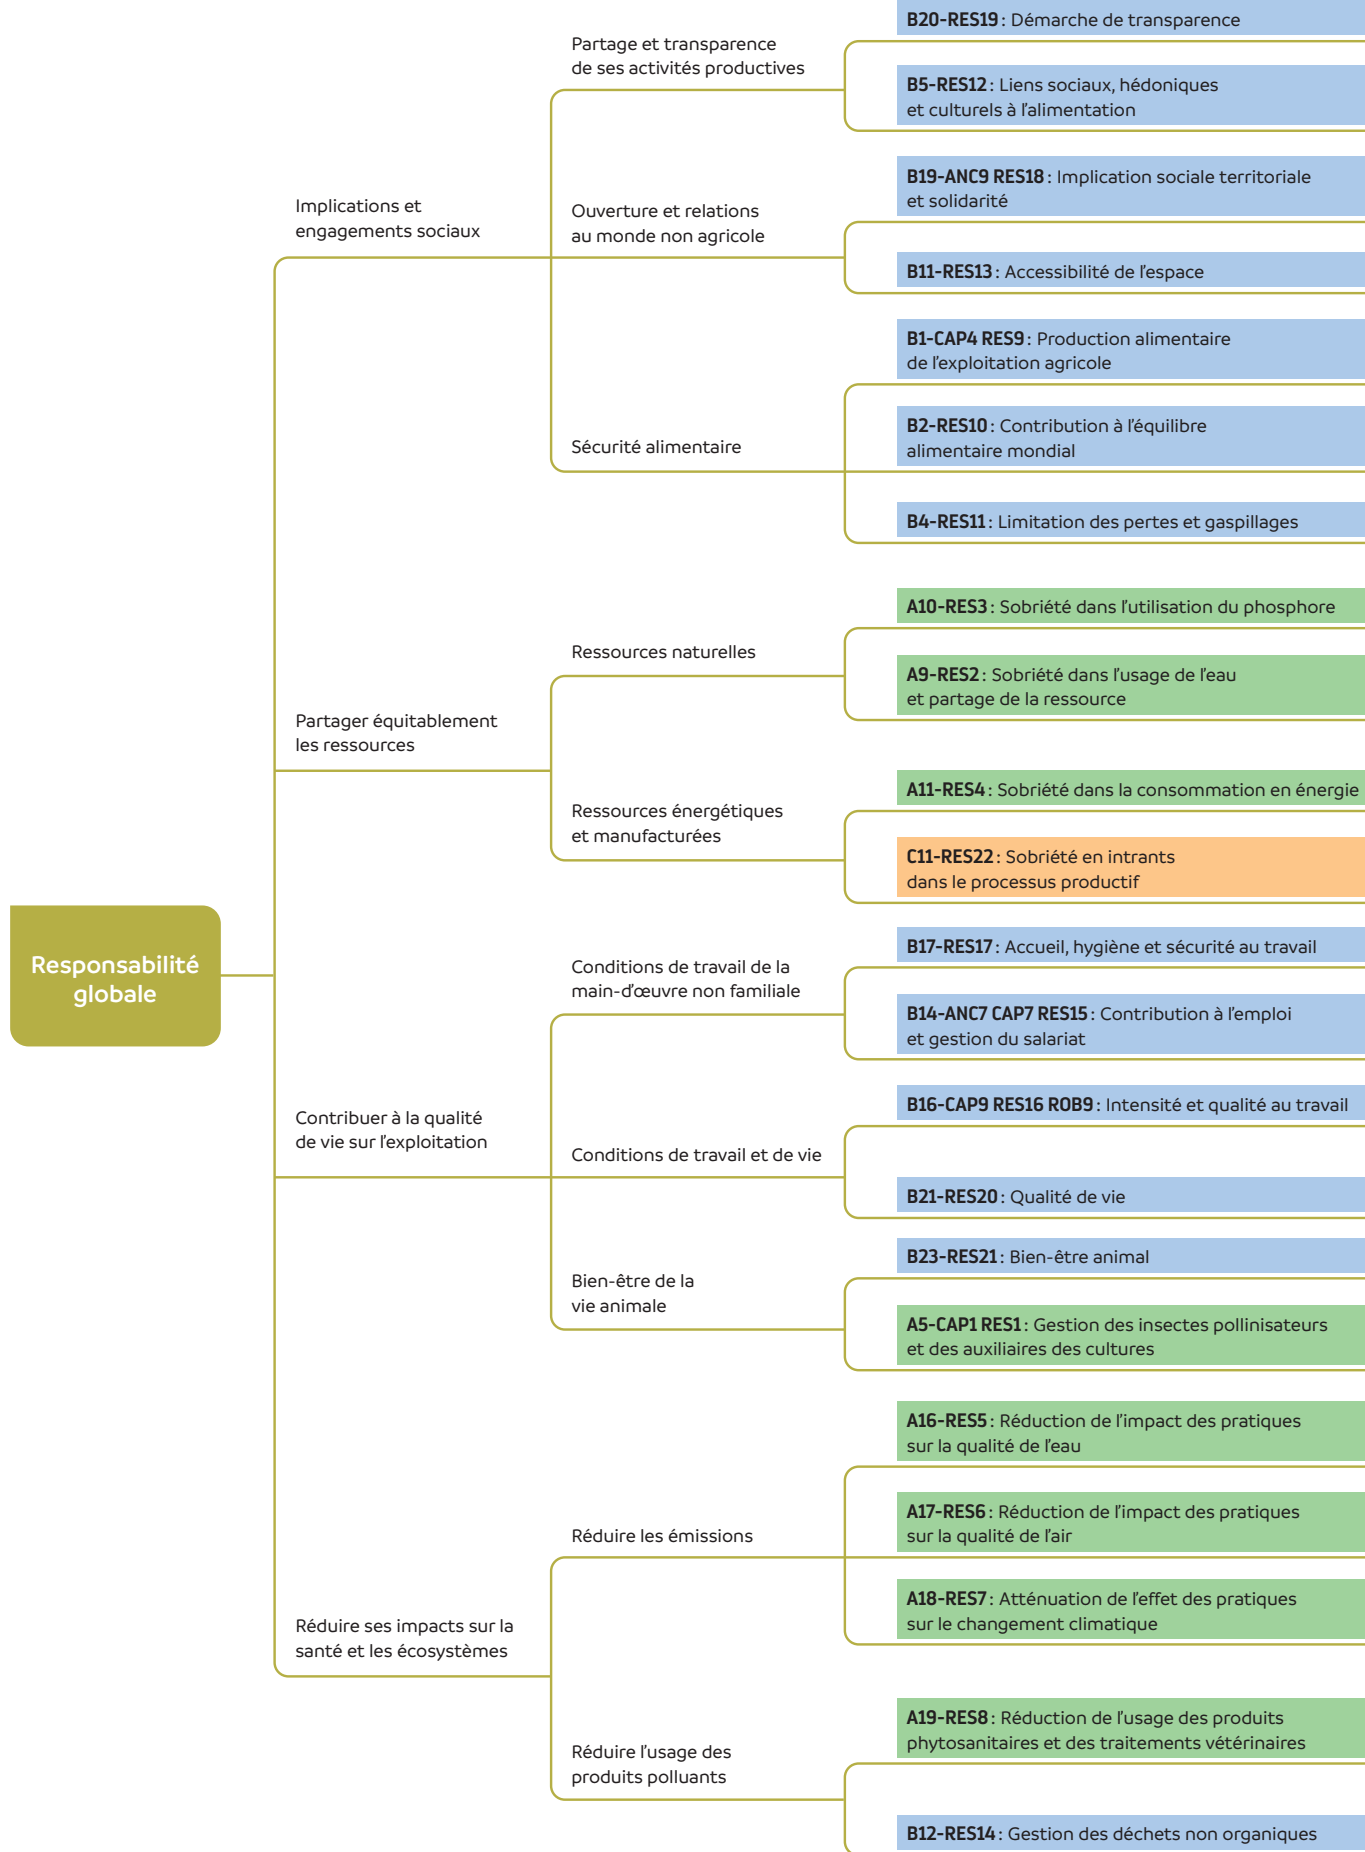 Responsabilité
globale
Implications et
engagements sociaux
Partage et transparence
de ses activités productives
B20-RES19 : Démarche de transparence
B5-RES12 : Liens sociaux, hédoniques
et culturels à l'alimentation
Ouverture et relations
au monde non agricole
B19-ANC9 RES18 : Implication sociale territoriale
et solidarité
B11-RES13 : Accessibilité de l'espace
Sécurité alimentaire
B1-CAP4 RES9 : Production alimentaire
de l'exploitation agricole
B2-RES10 : Contribution à l'équilibre
alimentaire mondial
B4-RES11 : Limitation des pertes et gaspillages
Partager équitablement
les ressources
Ressources naturelles
A10-RES3 : Sobriété dans l'utilisation du phosphore
A9-RES2 : Sobriété dans l'usage de l'eau
et partage de la ressource
Ressources énergétiques
et manufacturées
A11-RES4 : Sobriété dans la consommation en énergie
C11-RES22 : Sobriété en intrants
dans le processus productif
Contribuer à la qualité
de vie sur l'exploitation
Conditions de travail de la
main-d'œuvre non familiale
B17-RES17 : Accueil, hygiène et sécurité au travail
B14-ANC7 CAP7 RES15 : Contribution à l'emploi
et gestion du salariat
Conditions de travail et de vie
B16-CAP9 RES16 ROB9 : Intensité et qualité au travail
B21-RES20 : Qualité de vie
Bien-être de la
vie animale
B23-RES21 : Bien-être animal
A5-CAP1 RES1 : Gestion des insectes pollinisateurs
et des auxiliaires des cultures
Réduire ses impacts sur la
santé et les écosystèmes
Réduire les émissions
A16-RES5 : Réduction de l'impact des pratiques
sur la qualité de l'eau
A17-RES6 : Réduction de l'impact des pratiques
sur la qualité de l'air
A18-RES7 : Atténuation de l'effet des pratiques
sur le changement climatique
Réduire l'usage des
produits polluants
A19-RES8 : Réduction de l'usage des produits
phytosanitaires et des traitements vétérinaires
B12-RES14 : Gestion des déchets non organiques